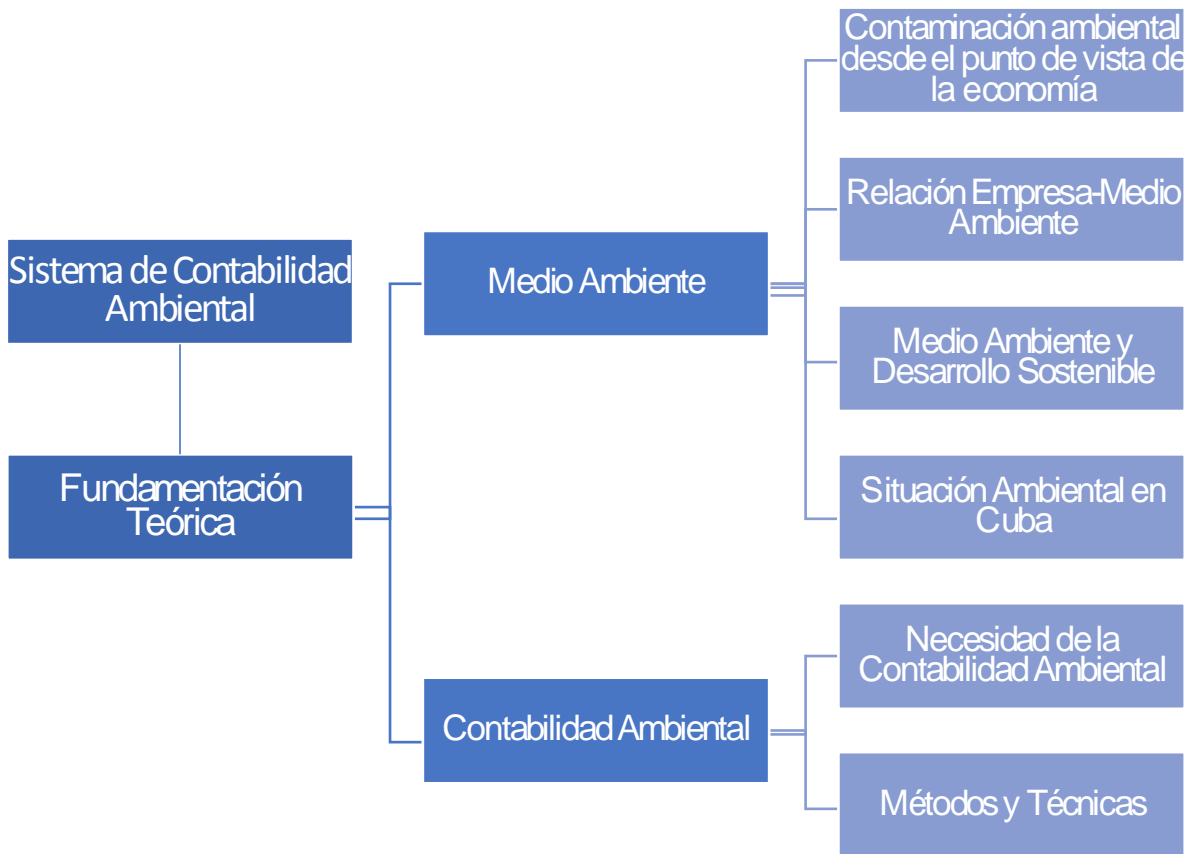 Sistema de Contabilidad
Ambiental
Fundamentación
Teórica
Medio Ambiente
Contabilidad Ambiental
Contaminación ambiental
desde el punto de vista de
la economía
Relación Empresa-Medio
Ambiente
Medio Ambiente y
Desarrollo Sostenible
Situación Ambiental en
Cuba
Necesidad de la
Contabilidad Ambiental
Métodos y Técnicas